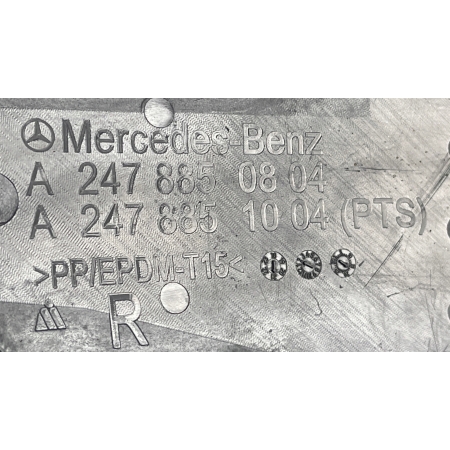 Mercedes-Benz
A 247 885 08 04
A 247 885 10 04 (PTS)
>PP/EPDM-T15<
R